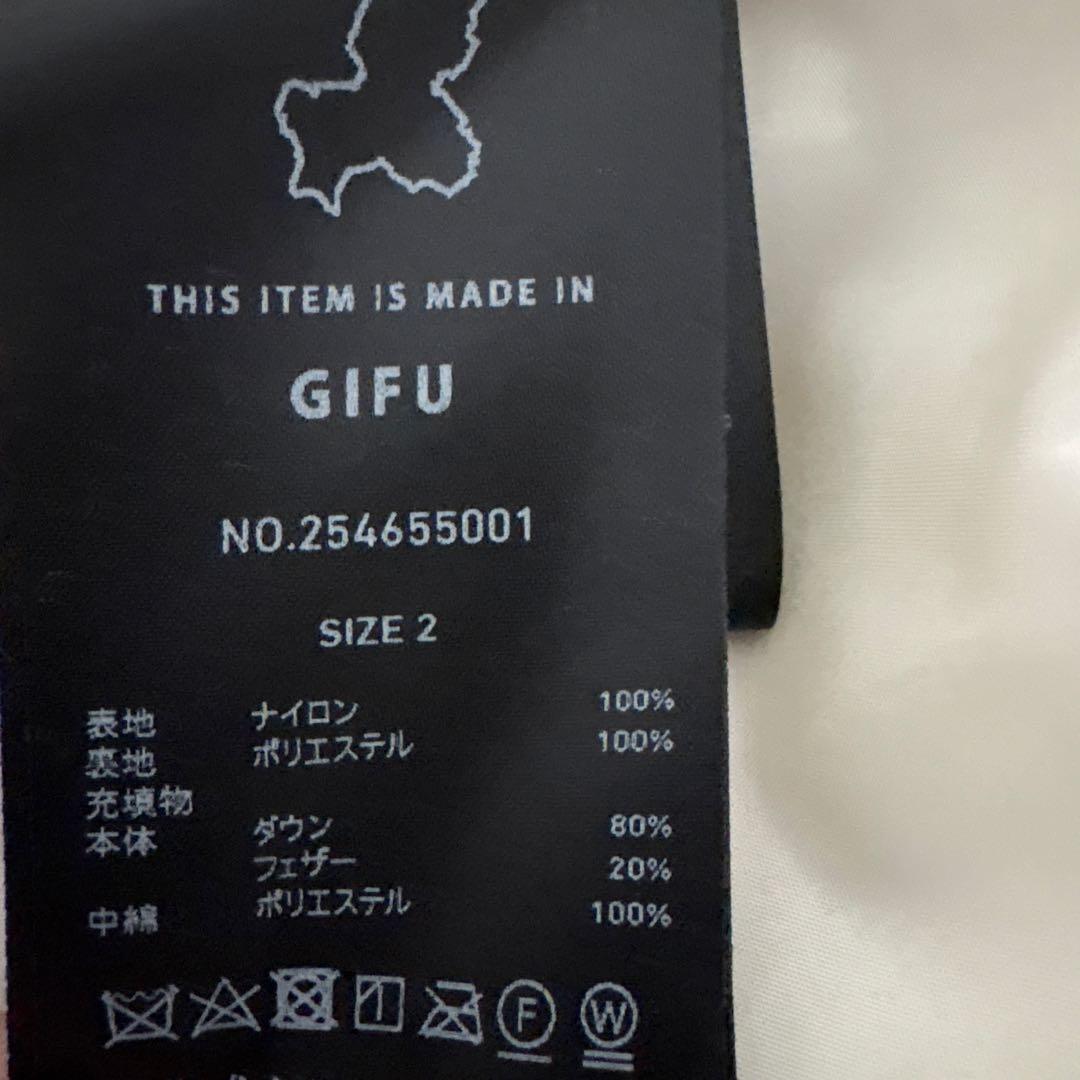 THIS ITEM IS MADE IN
GIFU
NO.254655001
SIZE 2
表地 ナイロン 100%
裏地 ポリエステル 100%
充填物
本体 ダウン 80%
フェザー 20%
中綿 ポリエステル 100%
F W